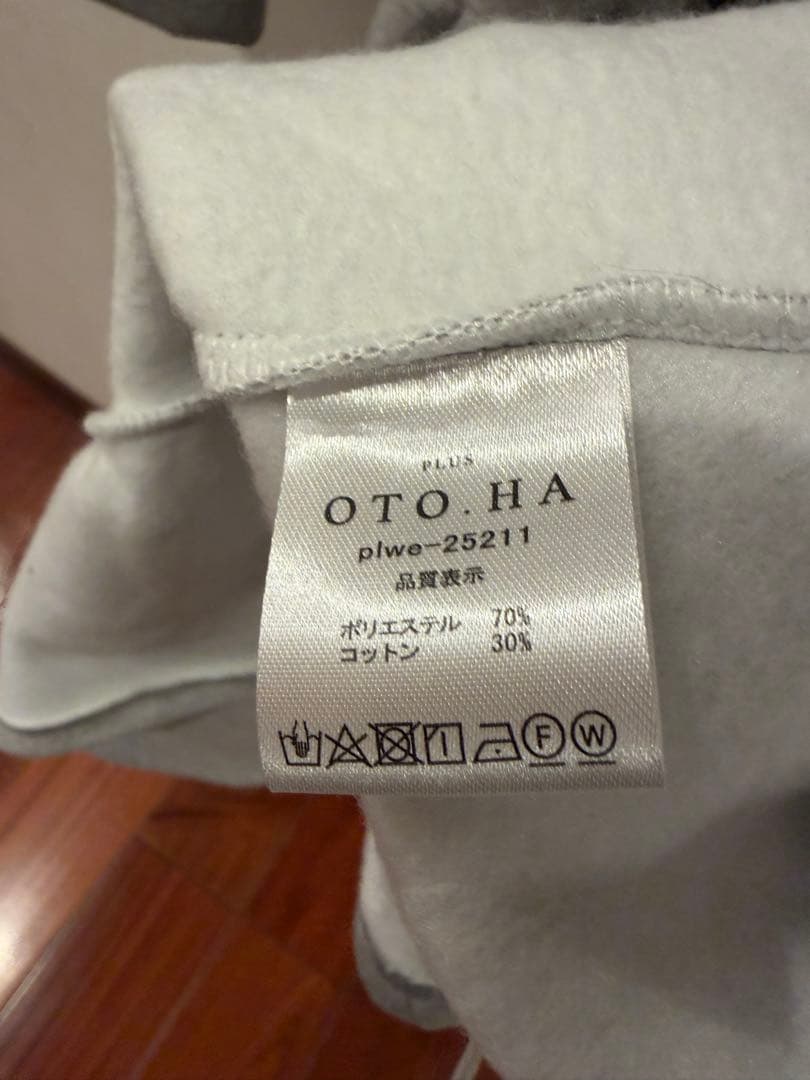 PLUS
OTO.HA
plwe-25211
品質表示
ポリエステル 70%
コットン 30%
F W